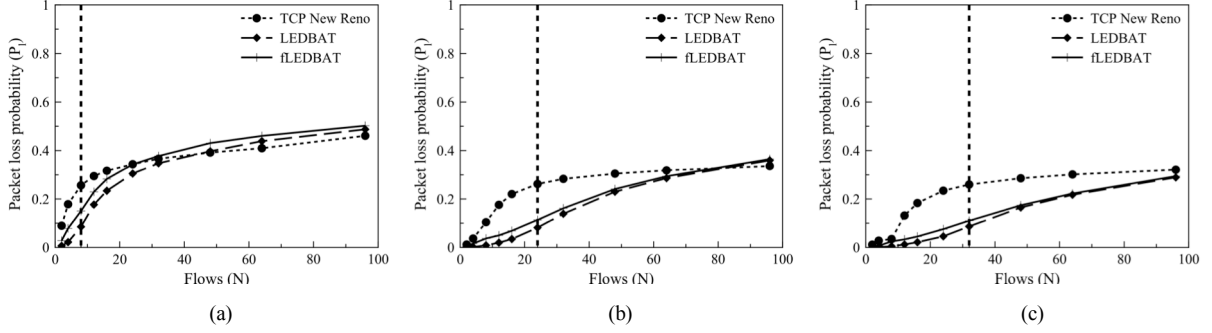 Packet loss probability (P_l)
1
0.8
0.6
0.4
0.2
0
0 20 40 60 80 100
Flows (N)
TCP New Reno
LEDBAT
fLEDBAT
(a)
Packet loss probability (P_l)
1
0.8
0.6
0.4
0.2
0
0 20 40 60 80 100
Flows (N)
TCP New Reno
LEDBAT
fLEDBAT
(b)
Packet loss probability (P_l)
1
0.8
0.6
0.4
0.2
0
0 20 40 60 80 100
Flows (N)
TCP New Reno
LEDBAT
fLEDBAT
(c)